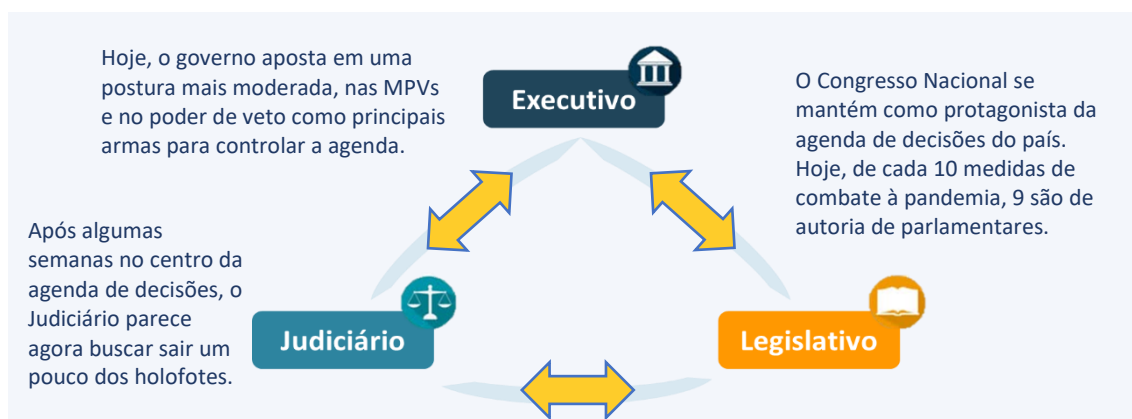 Hoje, o governo aposta em uma
postura mais moderada, nas MPVs
e no poder de veto como principais
armas para controlar a agenda.
Executivo
O Congresso Nacional se
mantém como protagonista da
agenda de decisões do país.
Hoje, de cada 10 medidas de
combate à pandemia, 9 são de
autoria de parlamentares.
Após algumas
semanas no centro da
agenda de decisões, o
Judiciário parece
agora buscar sair um
pouco dos holofotes.
Judiciário
Legislativo